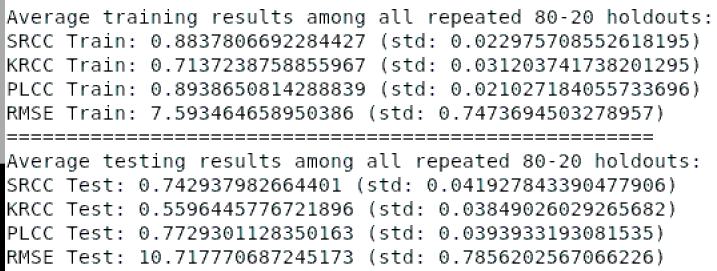 Average training results among all repeated 80-20 holdouts:
SRCC Train: 0.8837806692284427 (std: 0.022975708552618195)
KRCC Train: 0.7137238758855967 (std: 0.031203741738201295)
PLCC Train: 0.8938650814288839 (std: 0.021027184055733696)
RMSE Train: 7.593464658950386 (std: 0.7473694503278957)
======================================================
Average testing results among all repeated 80-20 holdouts:
SRCC Test: 0.742937982664401 (std: 0.041927843390477906)
KRCC Test: 0.5596445776721896 (std: 0.03849026029265682)
PLCC Test: 0.7729301128350163 (std: 0.0393933193081535)
RMSE Test: 10.717770687245173 (std: 0.7856202567066226)